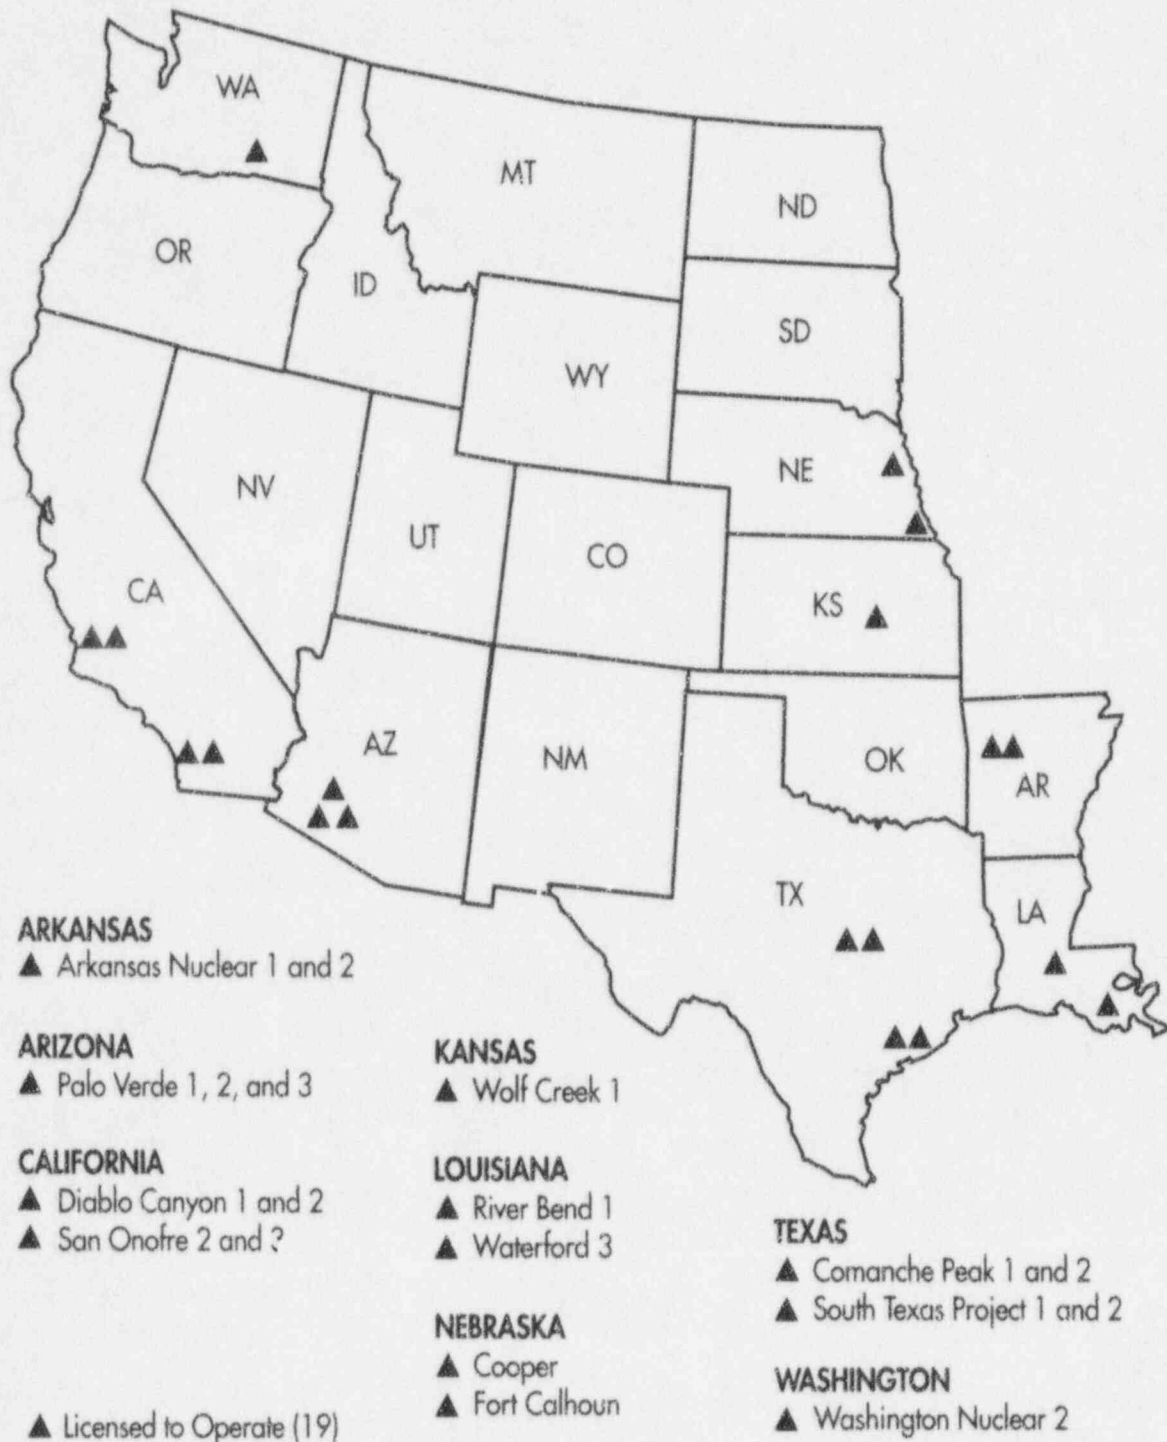 WA
MT
ND
OR
ID
SD
WY
NE
NV
UT
CO
CA
KS
AZ
NM
OK
AR
TX
LA
ARKANSAS
▲ Arkansas Nuclear 1 and 2
ARIZONA
▲ Palo Verde 1, 2, and 3
CALIFORNIA
▲ Diablo Canyon 1 and 2
▲ San Onofre 2 and ?
▲ Licensed to Operate (19)
KANSAS
▲ Wolf Creek 1
LOUISIANA
▲ River Bend 1
▲ Waterford 3
NEBRASKA
▲ Cooper
▲ Fort Calhoun
TEXAS
▲ Comanche Peak 1 and 2
▲ South Texas Project 1 and 2
WASHINGTON
▲ Washington Nuclear 2